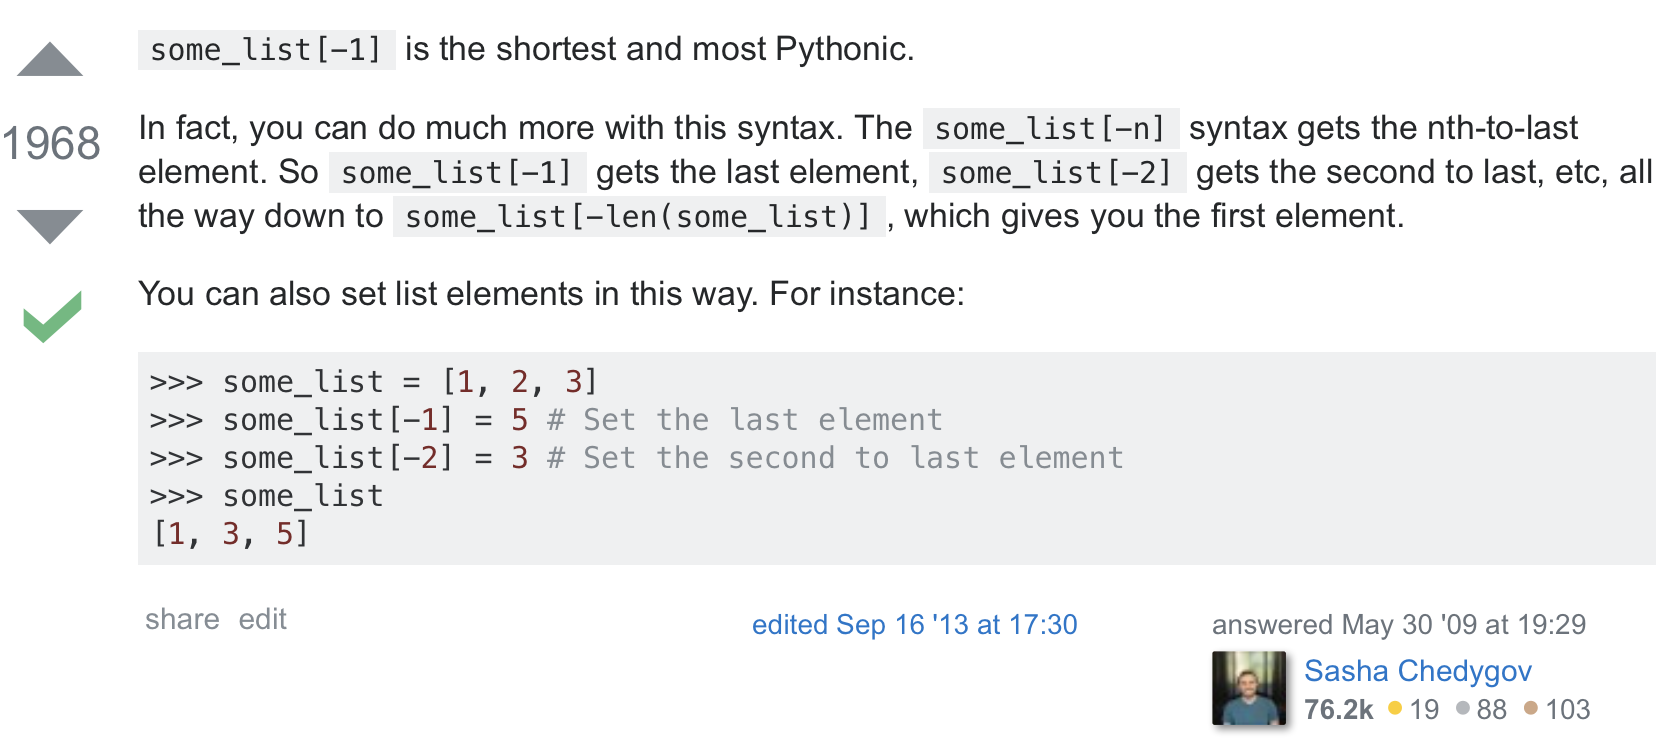 some_list[-1] is the shortest and most Pythonic.
1968
In fact, you can do much more with this syntax. The some_list[-n] syntax gets the nth-to-last
element. So some_list[-1] gets the last element, some_list[-2] gets the second to last, etc, all
the way down to some_list[-len(some_list)], which gives you the first element.
You can also set list elements in this way. For instance:
>>> some_list = [1, 2, 3]
>>> some_list[-1] = 5 # Set the last element
>>> some_list[-2] = 3 # Set the second to last element
>>> some_list
[1, 3, 5]
share edit
edited Sep 16 '13 at 17:30
answered May 30 '09 at 19:29
Sasha Chedygov
76.2k 19 88 103